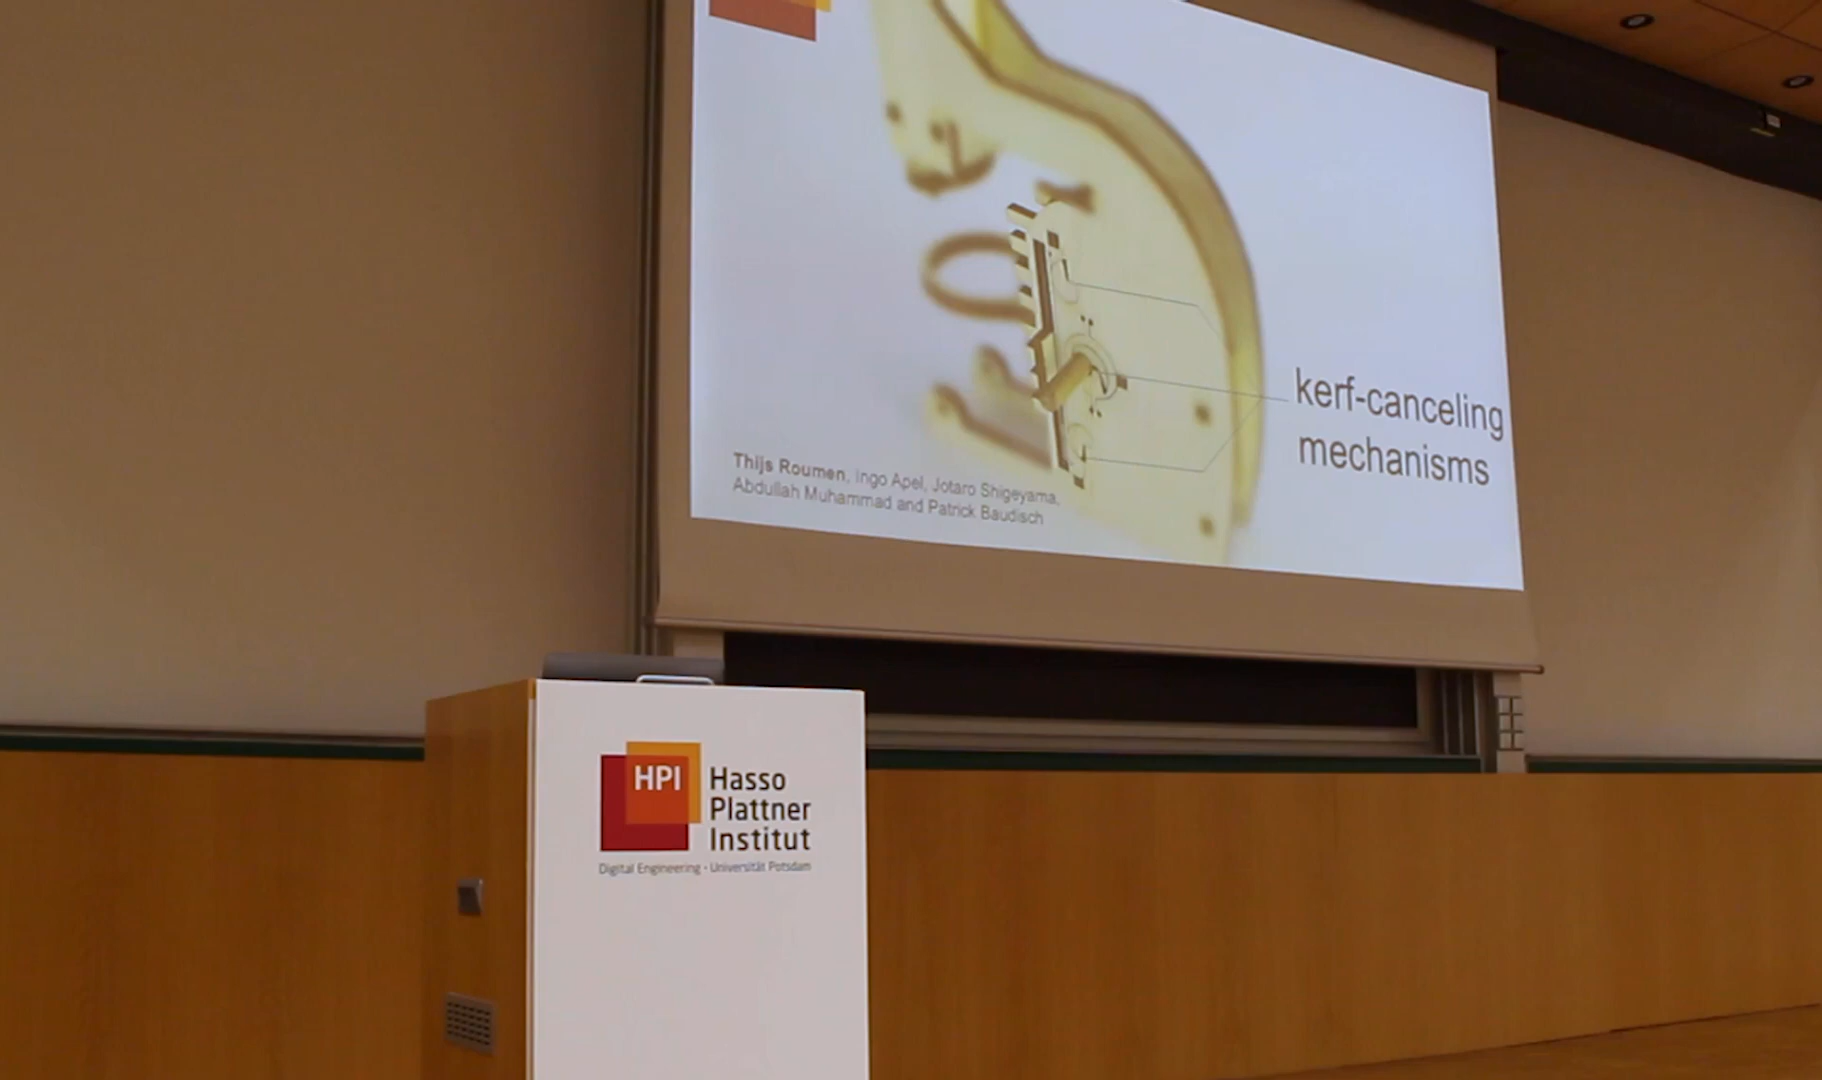 kerf-canceling
mechanisms
Thijs Roumen, Ingo Apel, Jotaro Shigeyama,
Abdullah Muhammad and Patrick Baudisch
HPI
Hasso
Plattner
Institut
Digital Engineering · Universität Potsdam